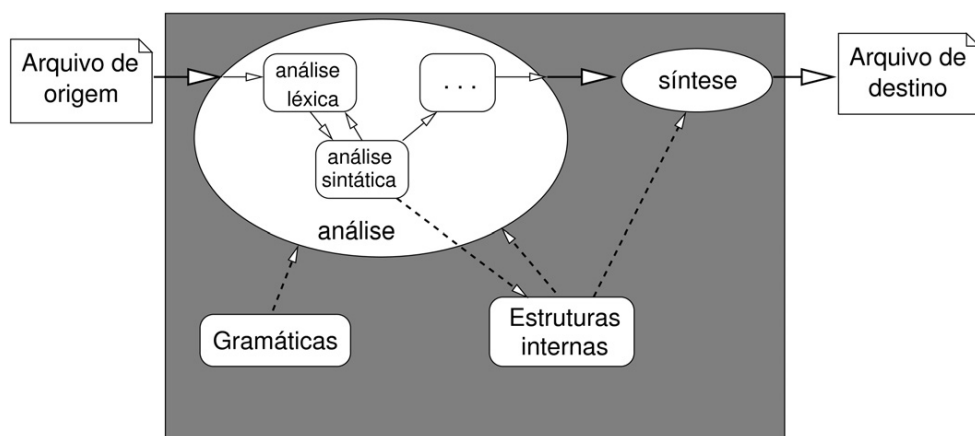 Arquivo de
origem
análise
léxica
. . .
síntese
Arquivo de
destino
análise
sintática
análise
Gramáticas
Estruturas
internas